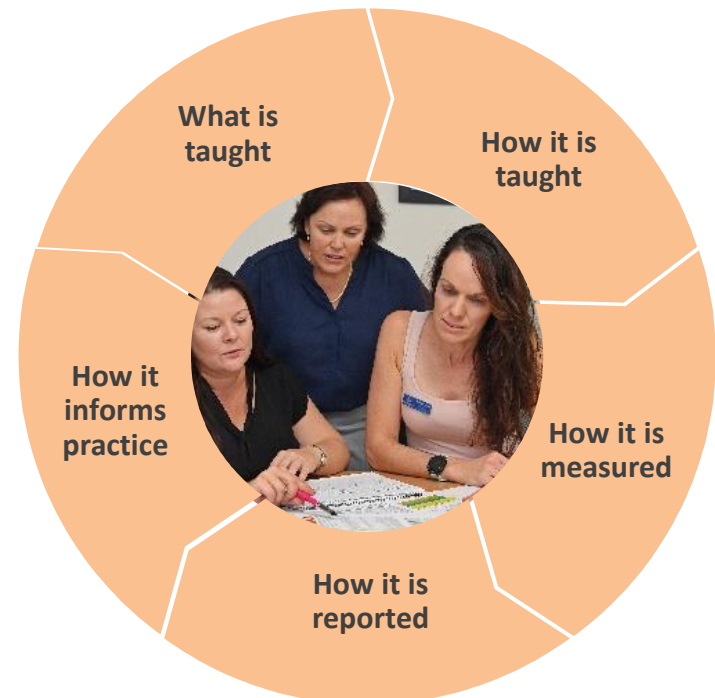 What is
taught
How it is
taught
How it is
measured
How it is
reported
How it
informs
practice